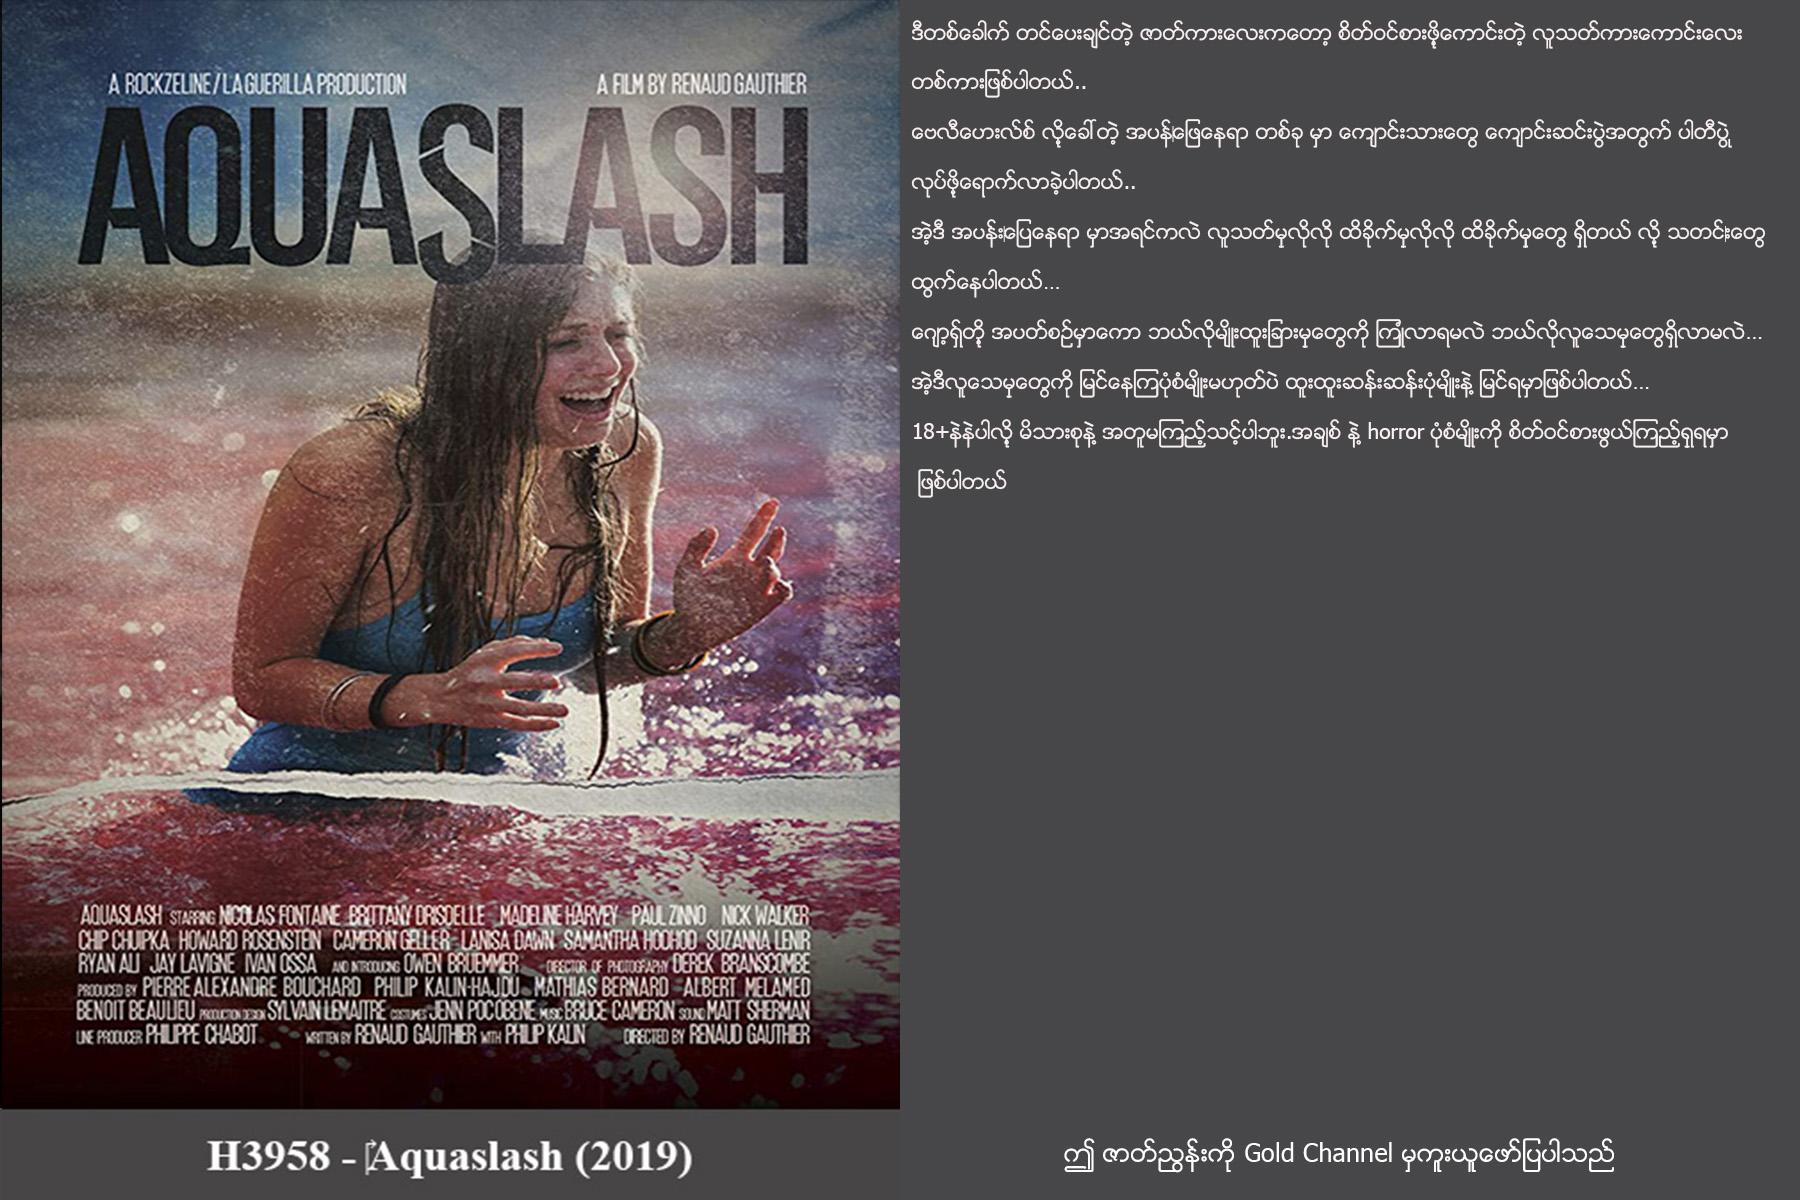 A ROCKZELINE/LA GUERILLA PRODUCTION
A FILM BY RENAUD GAUTHIER
AQUASLASH
AQUASLASH STARRING NICOLAS FONTAINE BRITTANY DRISDELLE MADELINE HARVEY PAUL ZINNO NICK WALKER
CHIP CHUIPKA HOWARD ROSENSTEIN CAMERON GELLER LANISA DAWN SAMANTHA HODHOD SUZANNA LENIR
RYAN ALI JAY LAVIGNE IVAN OSSA AND INTRODUCING OWEN BRUEMMER DIRECTOR OF PHOTOGRAPHY DEREK BRANSCOMBE
PRODUCED BY PIERRE ALEXANDRE BOUCHARD PHILIP KALIN-HAJDU MATHIAS BERNARD ALBERT MELAMED
BENOIT BEAULIEU PRODUCTION DESIGN SYLVAIN LEMAITRE COSTUMES JENN POCOBENE MUSIC BRUCE CAMERON SOUND MATT SHERMAN
LINE PRODUCER PHILIPPE CHABOT WRITTEN BY RENAUD GAUTHIER WITH PHILIP KALIN DIRECTED BY RENAUD GAUTHIER
H3958 - Aquaslash (2019)
ဒီတစ်ခေါက် တင်ပေးချင်တဲ့ ဇာတ်ကားလေးကတော့ စိတ်ဝင်စားဖို့ကောင်းတဲ့ လူသတ်ကားကောင်းလေး
တစ်ကားဖြစ်ပါတယ်..
ဗေလီဟေးလ်စ် လို့ခေါ်တဲ့ အပန်းဖြေနေရာ တစ်ခု မှာ ကျောင်းသားတွေ ကျောင်းဆင်းပွဲအတွက် ပါတီပွဲ
လုပ်ဖို့ရောက်လာခဲ့ပါတယ်..
အဲ့ဒီ အပန်းပြေနေရာ မှာအရင်ကလဲ လူသတ်မှုလိုလို ထိခိုက်မှုလိုလို ထိခိုက်မှုတွေ ရှိတယ် လို့ သတင်းတွေ
ထွက်နေပါတယ်...
ဂျော့ရှ်တို့ အပတ်စဉ်မှာကော ဘယ်လိုမျိုးထူးခြားမှုတွေကို ကြုံလာရမလဲ ဘယ်လိုလူသေမှုတွေရှိလာမလဲ...
အဲ့ဒီလူသေမှုတွေကို မြင်နေကြပုံစံမျိုးမဟုတ်ပဲ ထူးထူးဆန်းဆန်းပုံမျိုးနဲ့ မြင်ရမှာဖြစ်ပါတယ်...
18+နဲနဲပါလို့ မိသားစုနဲ့ အတူမကြည့်သင့်ပါဘူး.အချစ် နဲ့ horror ပုံစံမျိုးကို စိတ်ဝင်စားဖွယ်ကြည့်ရှုရမှာ
ဖြစ်ပါတယ်
ဤ ဇာတ်ညွှန်းကို Gold Channel မှကူးယူဖော်ပြပါသည်